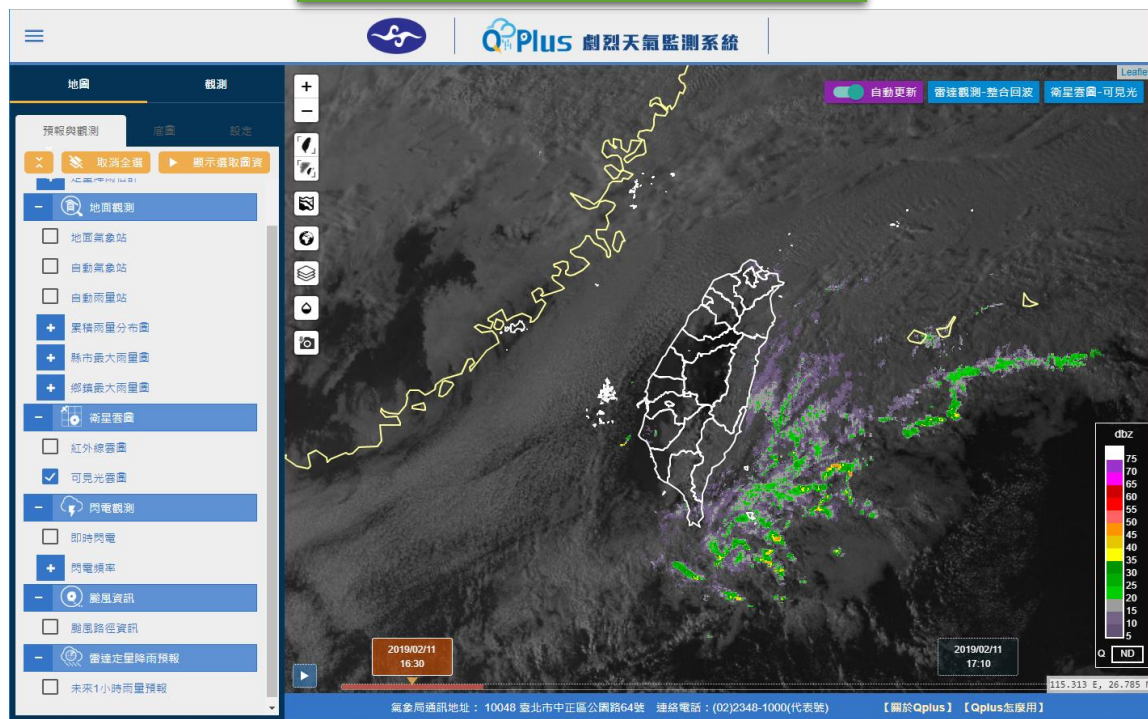 QPlus 劇烈天氣監測系統
地圖 觀測
預報與觀測 底圖 設定
取消全選 顯示選取圖資
定量降雨估計
地面觀測
地面氣象站
自動氣象站
自動雨量站
累積雨量分布圖
縣市最大雨量圖
鄉鎮最大雨量圖
衛星雲圖
紅外線雲圖
可見光雲圖
閃電觀測
即時閃電
閃電頻率
颱風資訊
颱風路徑資訊
雷達定量降雨預報
未來1小時雨量預報
+
−
Leafle
自動更新 雷達觀測-整合回波 衛星雲圖-可見光
dbz
75
70
65
60
55
50
45
40
35
30
25
20
15
10
5
Q ND
2019/02/11
16:30
2019/02/11
17:10
115.313 E, 26.785 N
氣象局通訊地址： 10048 臺北市中正區公園路64號 連絡電話：(02)2348-1000(代表號) 【關於Qplus】【Qplus怎麼用】